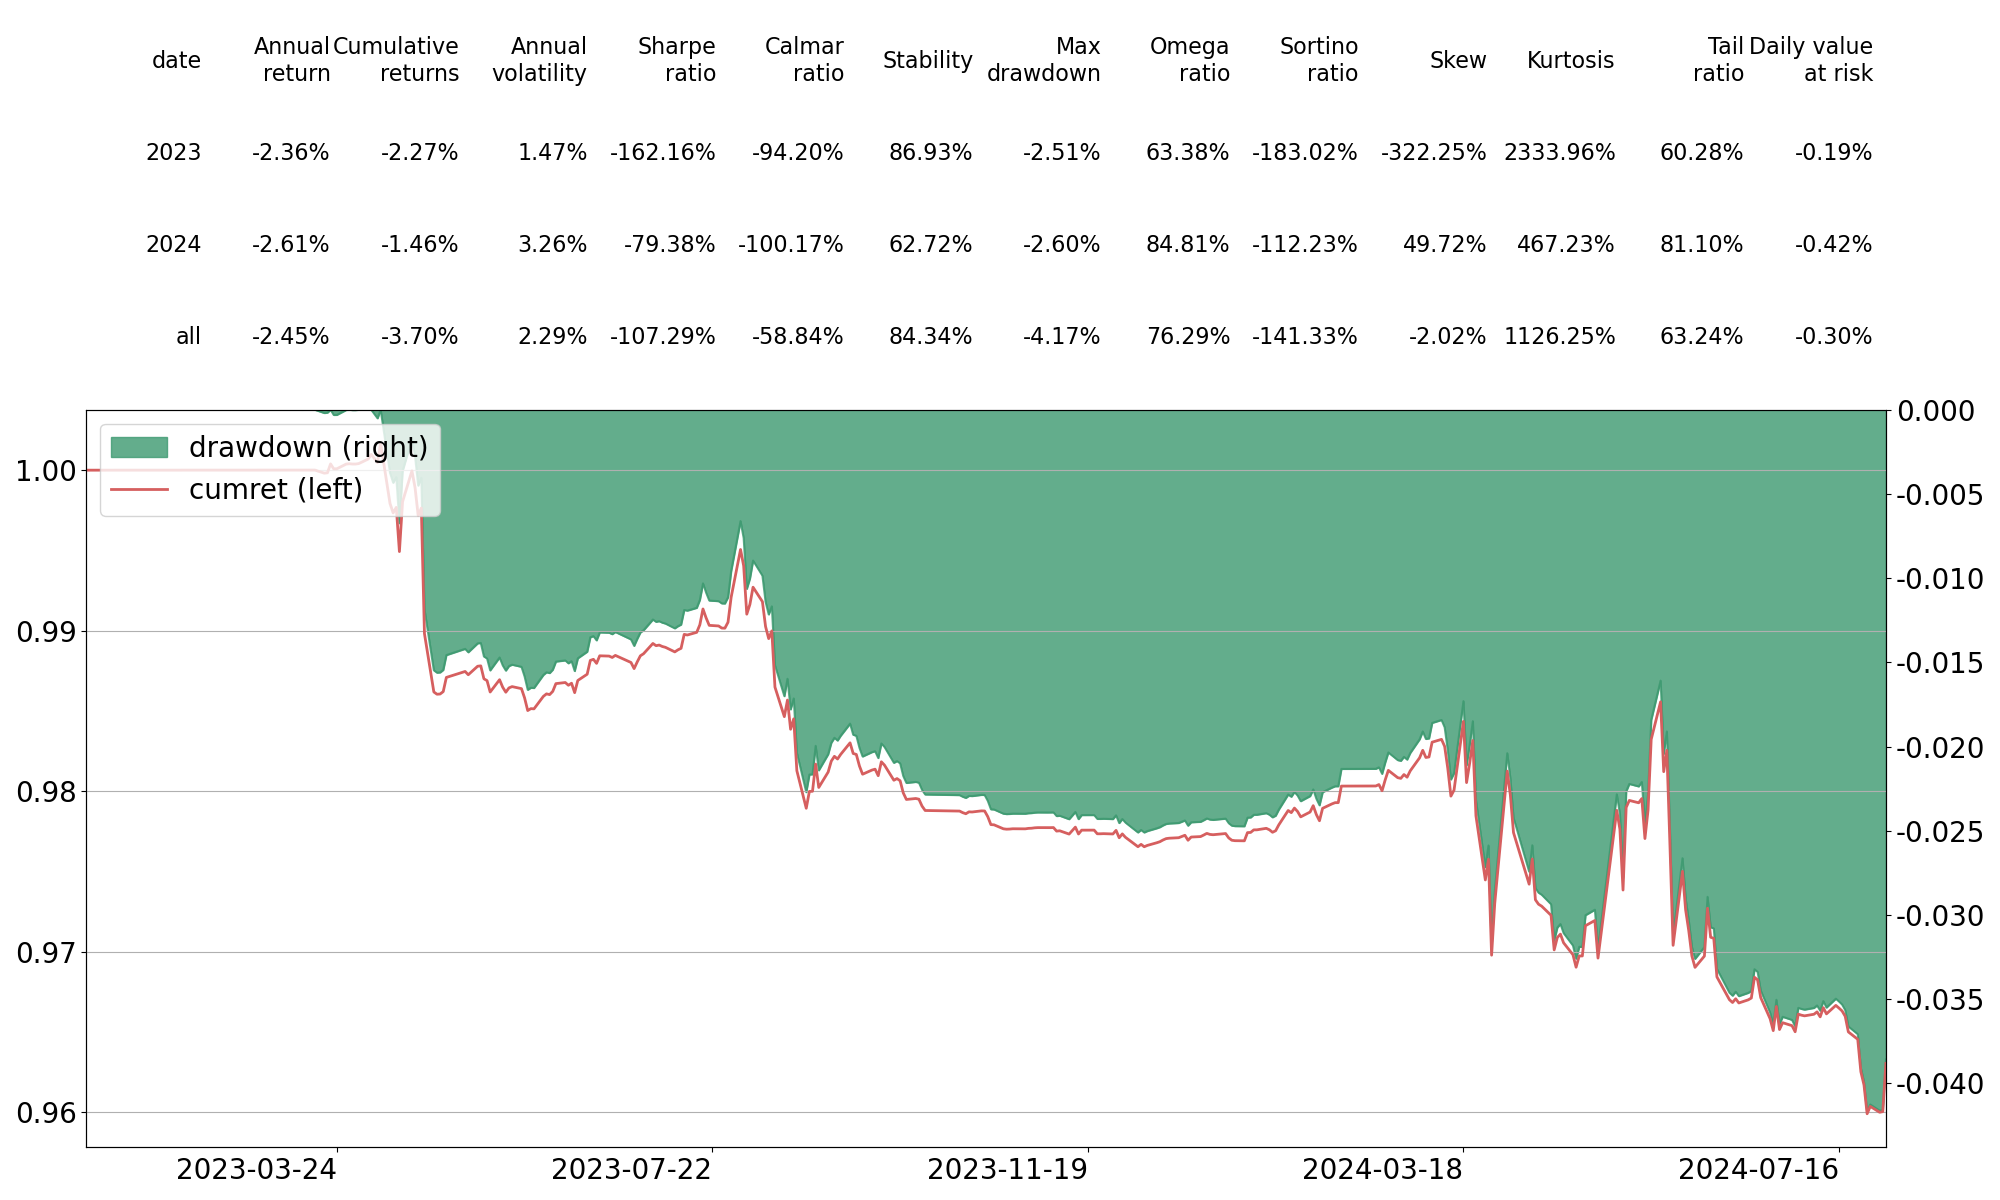 date Annual return Cumulative returns Annual volatility Sharpe ratio Calmar ratio Stability Max drawdown Omega ratio Sortino ratio Skew Kurtosis Tail ratio Daily value at risk
2023 -2.36% -2.27% 1.47% -162.16% -94.20% 86.93% -2.51% 63.38% -183.02% -322.25% 2333.96% 60.28% -0.19%
2024 -2.61% -1.46% 3.26% -79.38% -100.17% 62.72% -2.60% 84.81% -112.23% 49.72% 467.23% 81.10% -0.42%
all -2.45% -3.70% 2.29% -107.29% -58.84% 84.34% -4.17% 76.29% -141.33% -2.02% 1126.25% 63.24% -0.30%
drawdown (right)
cumret (left)
1.00
0.99
0.98
0.97
0.96
0.000
-0.005
-0.010
-0.015
-0.020
-0.025
-0.030
-0.035
-0.040
2023-03-24 2023-07-22 2023-11-19 2024-03-18 2024-07-16